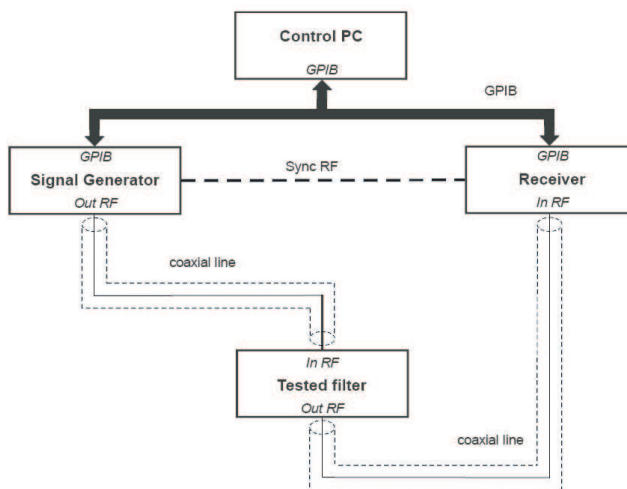 Control PC
GPIB
GPIB
GPIB
Signal Generator
Out RF
Sync RF
GPIB
Receiver
In RF
coaxial line
In RF
Tested filter
Out RF
coaxial line